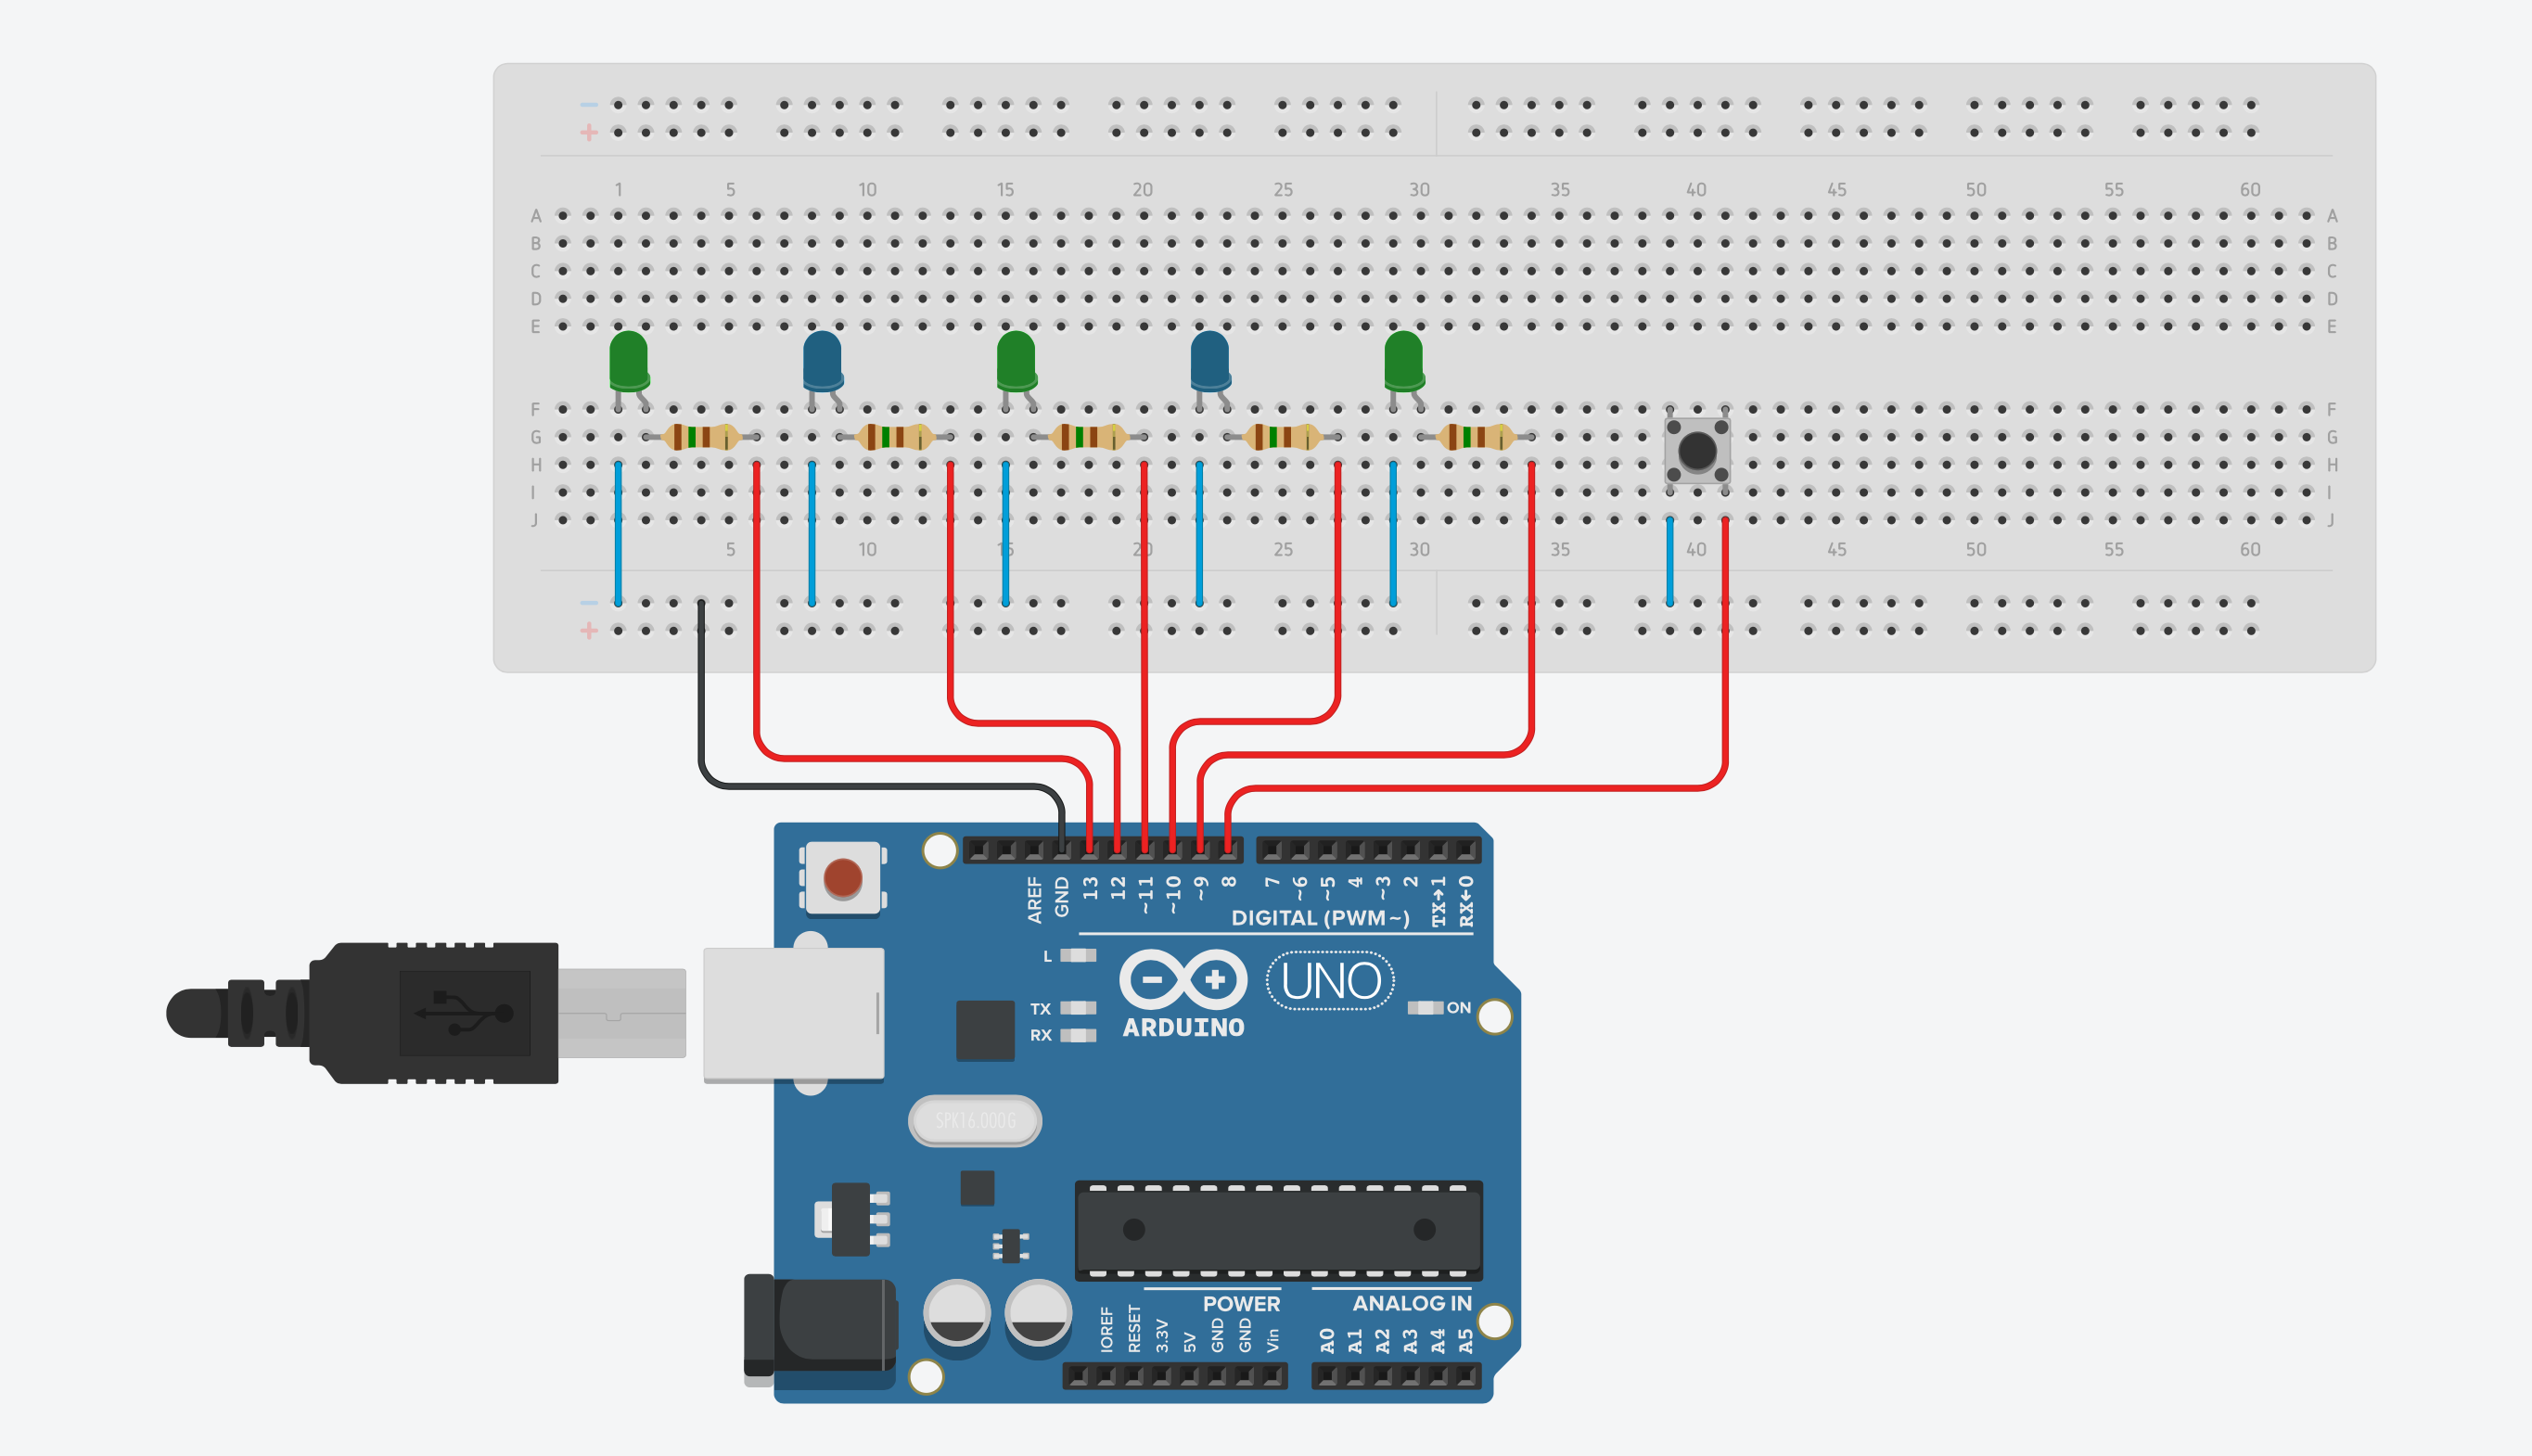 − −
+ +
1 5 10 15 20 25 30 35 40 45 50 55 60
A A
B B
C C
D D
E E
F F
G G
H H
I I
J J
5 10 15 20 25 30 35 40 45 50 55 60
−
+
AREF GND 13 12 ~11 ~10 ~9 8 7 ~6 ~5 4 ~3 2 TX→1 RX←0
DIGITAL (PWM ~)
L
UNO
TX ON
RX ARDUINO
SPK16.000G
POWER ANALOG IN
IOREF RESET 3.3V 5V GND GND Vin A0 A1 A2 A3 A4 A5